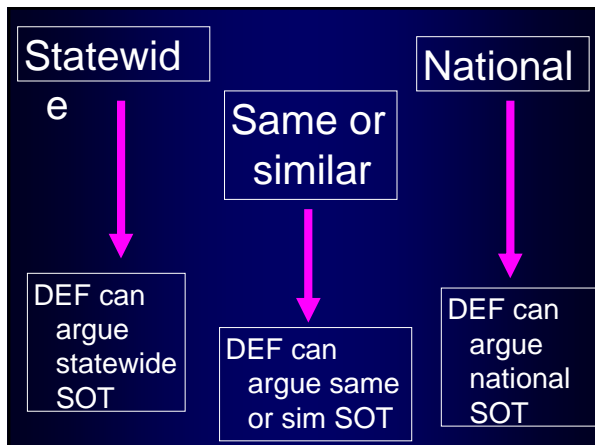 Statewid
e
Same or
similar
National
DEF can
argue
statewide
SOT
DEF can
argue same
or sim SOT
DEF can
argue
national
SOT